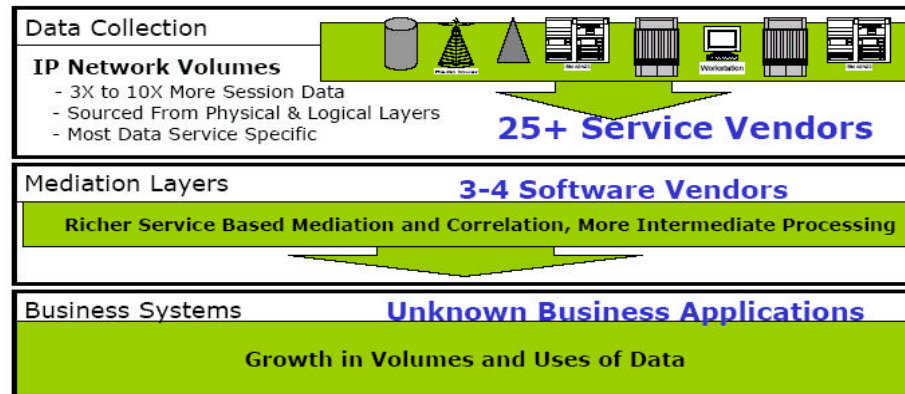 Data Collection
IP Network Volumes
- 3X to 10X More Session Data
- Sourced From Physical & Logical Layers
- Most Data Service Specific
Workstation
25+ Service Vendors
Mediation Layers
3-4 Software Vendors
Richer Service Based Mediation and Correlation, More Intermediate Processing
Business Systems
Unknown Business Applications
Growth in Volumes and Uses of Data